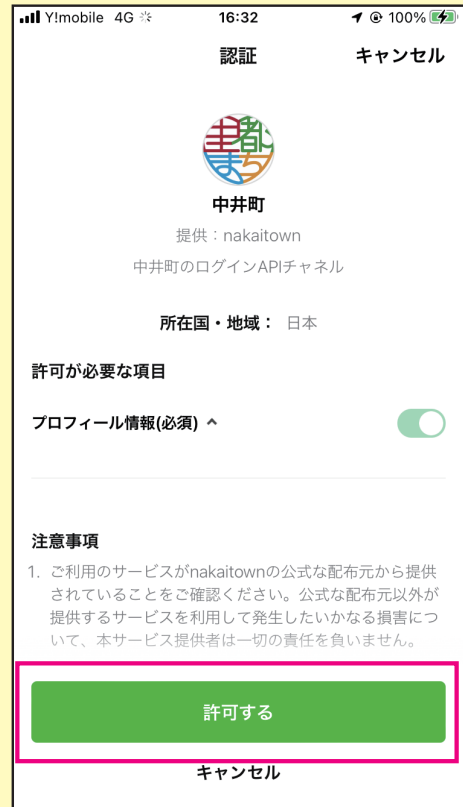 Y!mobile 4G 16:32 100%
認証 キャンセル
里都
まち
中井町
提供：nakaitown
中井町のログインAPIチャネル
所在国・地域： 日本
許可が必要な項目
プロフィール情報(必須)
注意事項
1. ご利用のサービスがnakaitownの公式な配布元から提供
されていることをご確認ください。公式な配布元以外が
提供するサービスを利用して発生したいかなる損害につ
いて、本サービス提供者は一切の責任を負いません。
許可する
キャンセル